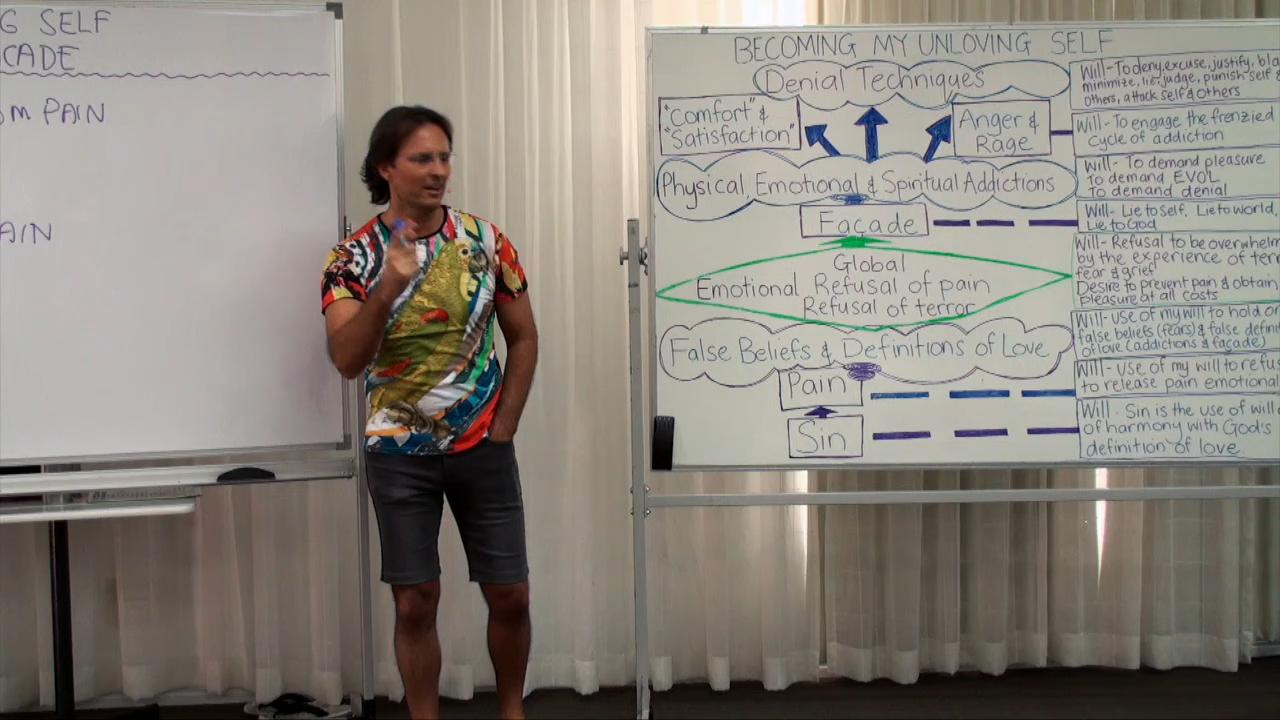 G SELF
CADE
OM PAIN
AIN
BECOMING MY UNLOVING SELF
Denial Techniques
"Comfort" &
"Satisfaction"
Anger &
Rage
Physical, Emotional & Spiritual Addictions
Façade
Global
Emotional Refusal of pain
Refusal of terror
False Beliefs & Definitions of Love
Pain
Sin
Will - To deny, excuse, justify, bla
minimize, lie, judge, punish self &
others, attack self & others
Will - To engage the frenzied
cycle of addiction
Will - To demand pleasure
To demand EVOL
To demand denial
Will - Lie to self, Lie to world,
Lie to God
Will - Refusal to be overwhelm
by the experience of terr
fear & grief
Desire to prevent pain & obtain
pleasure at all costs
Will - use of my will to hold on
false beliefs (fears) & false defin
of love (addictions & façade)
Will - use of my will to refus
to release pain emotional
Will - Sin is the use of will
of harmony with God's
definition of love